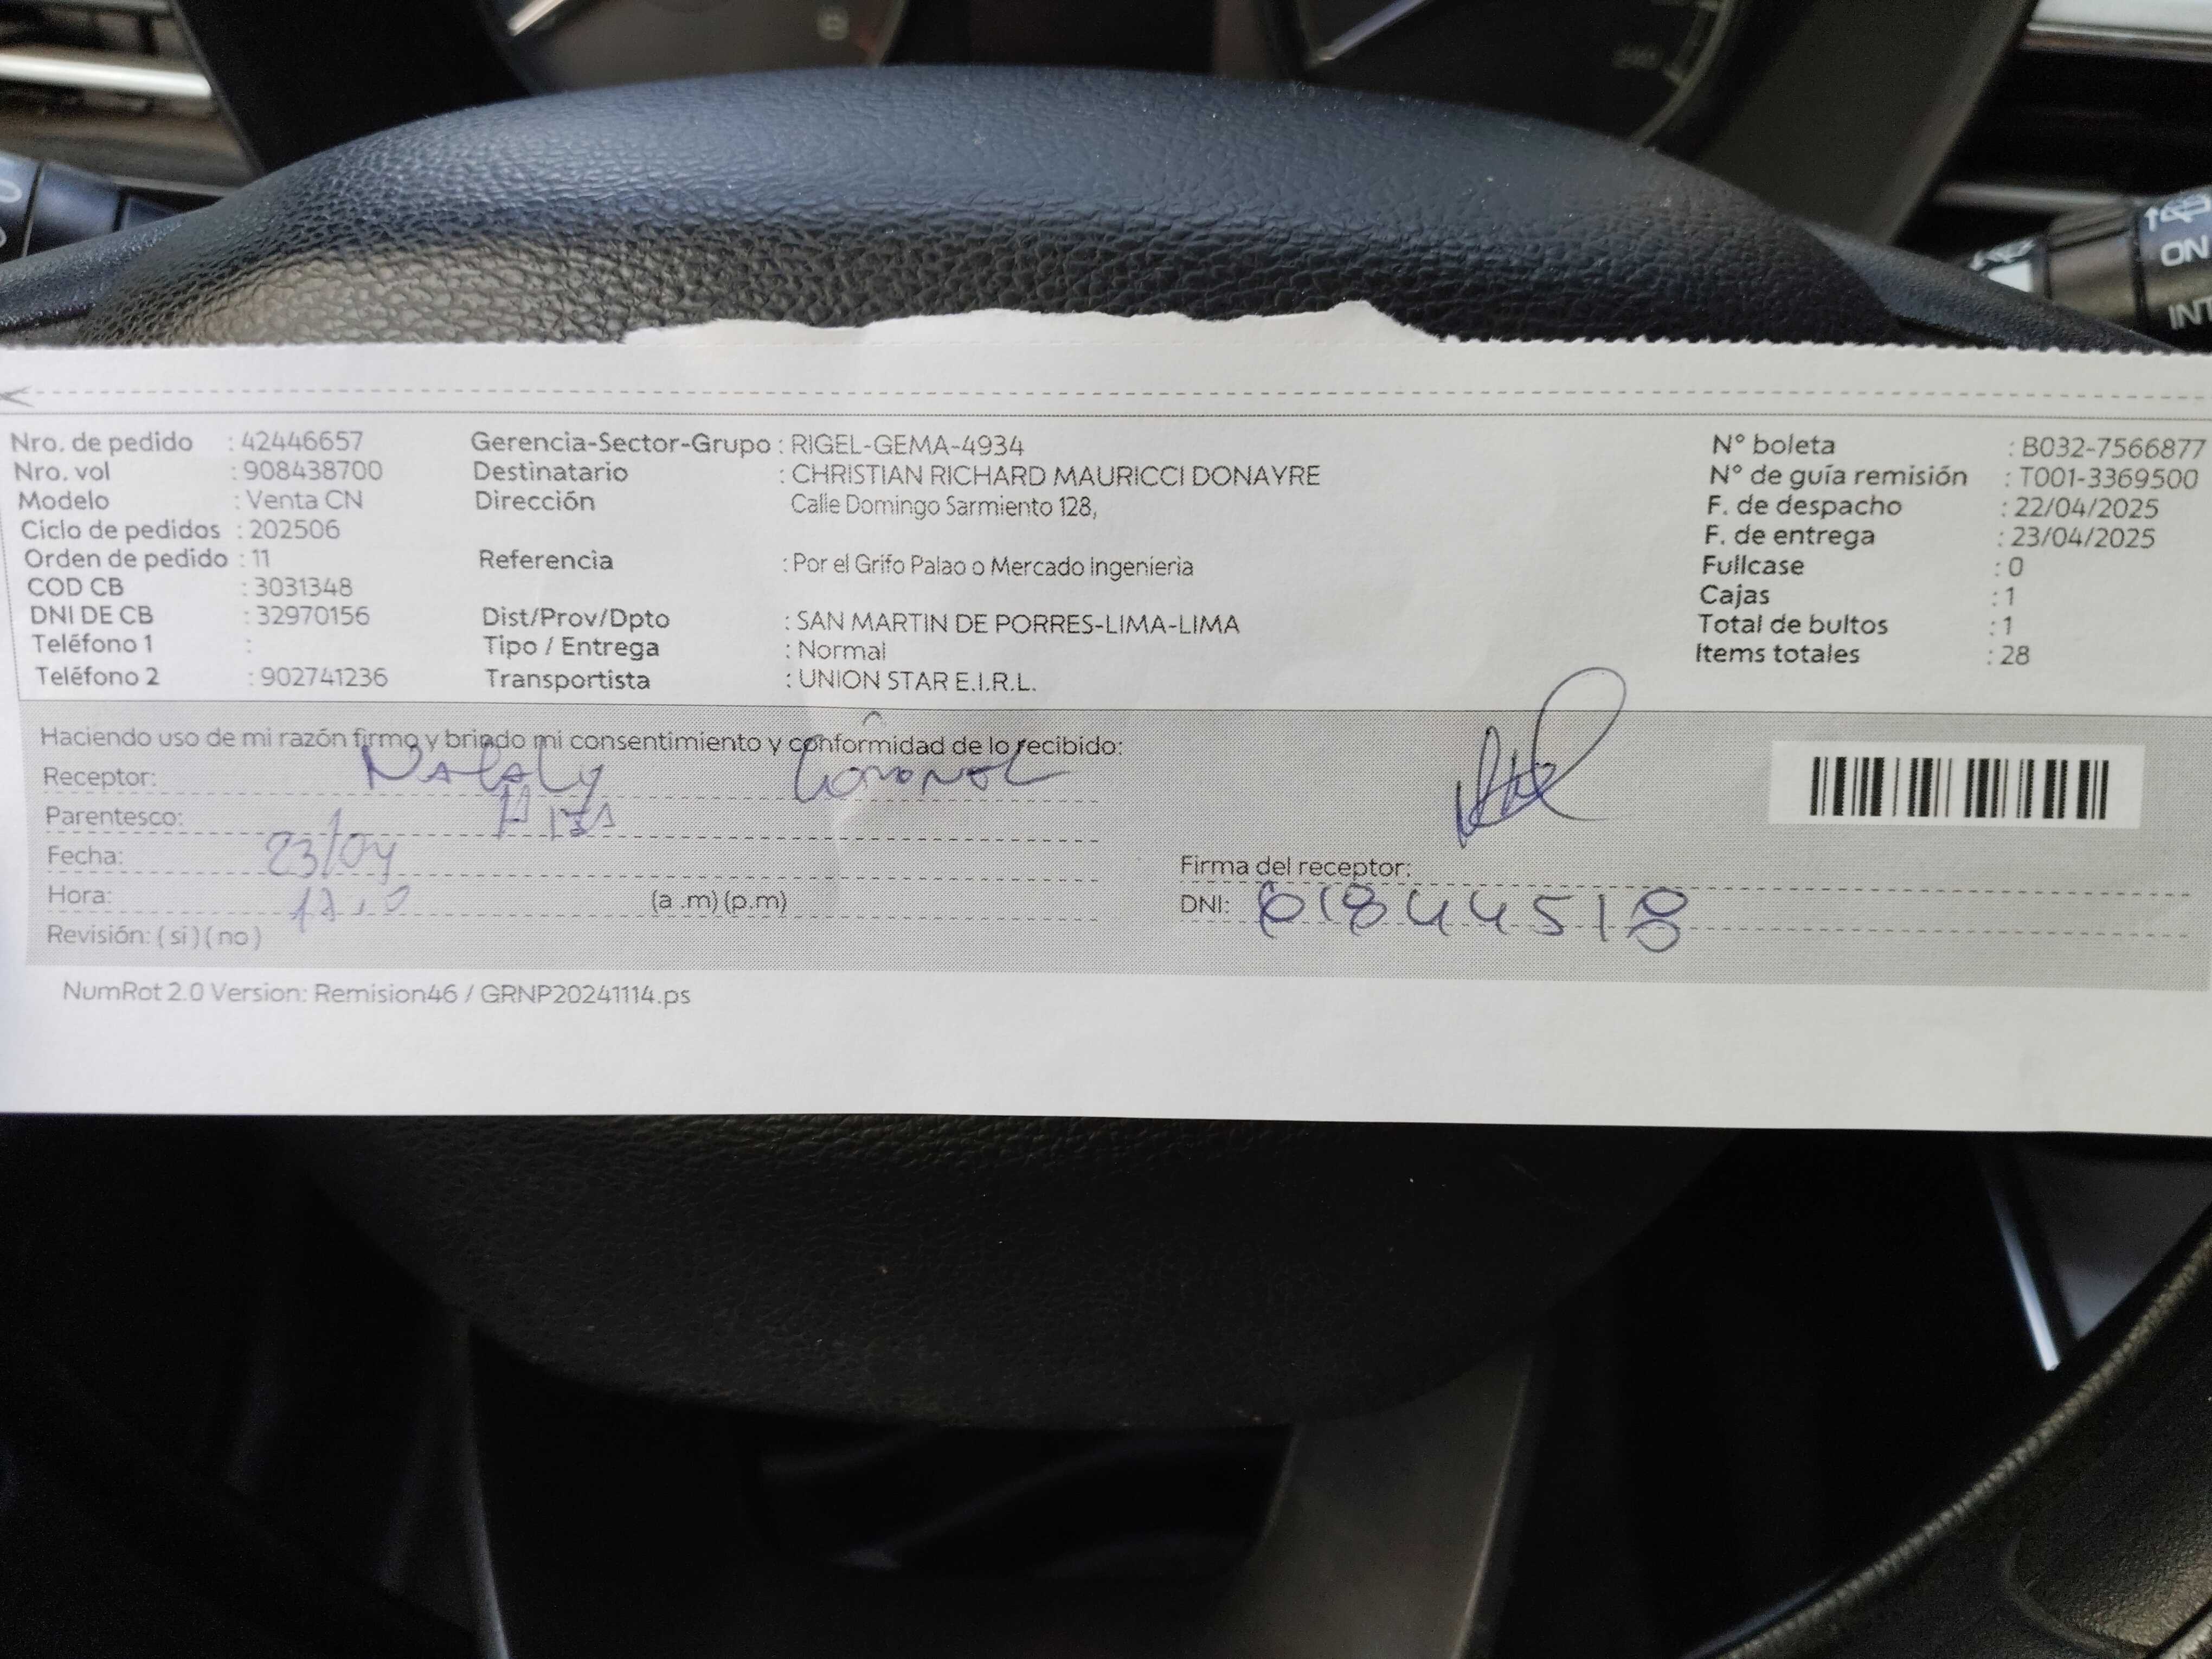 Nro. de pedido : 42446657 Gerencia-Sector-Grupo : RIGEL-GEMA-4934 N° boleta : B032-7566877
Nro. vol : 908438700 Destinatario : CHRISTIAN RICHARD MAURICCI DONAYRE N° de guía remisión : T001-3369500
Modelo : Venta CN Dirección Calle Domingo Sarmiento 128, F. de despacho : 22/04/2025
Ciclo de pedidos : 202506 F. de entrega : 23/04/2025
Orden de pedido : 11 Referencia : Por el Grifo Palao o Mercado Ingenieria Fullcase : 0
COD CB : 3031348 Cajas : 1
DNI DE CB : 32970156 Dist/Prov/Dpto : SAN MARTIN DE PORRES-LIMA-LIMA Total de bultos : 1
Teléfono 1 : Tipo / Entrega : Normal Items totales : 28
Teléfono 2 : 902741236 Transportista : UNION STAR E.I.R.L.
Haciendo uso de mi razón firmo y brindo mi consentimiento y conformidad de lo recibido:
Receptor: Nataly Coronel
Parentesco:
Fecha: 23/04
Firma del receptor:
Hora: (a .m) (p.m) DNI: 61844518
Revisión: ( si ) ( no )
NumRot 2.0 Version: Remision46 / GRNP20241114.ps
ON
INT